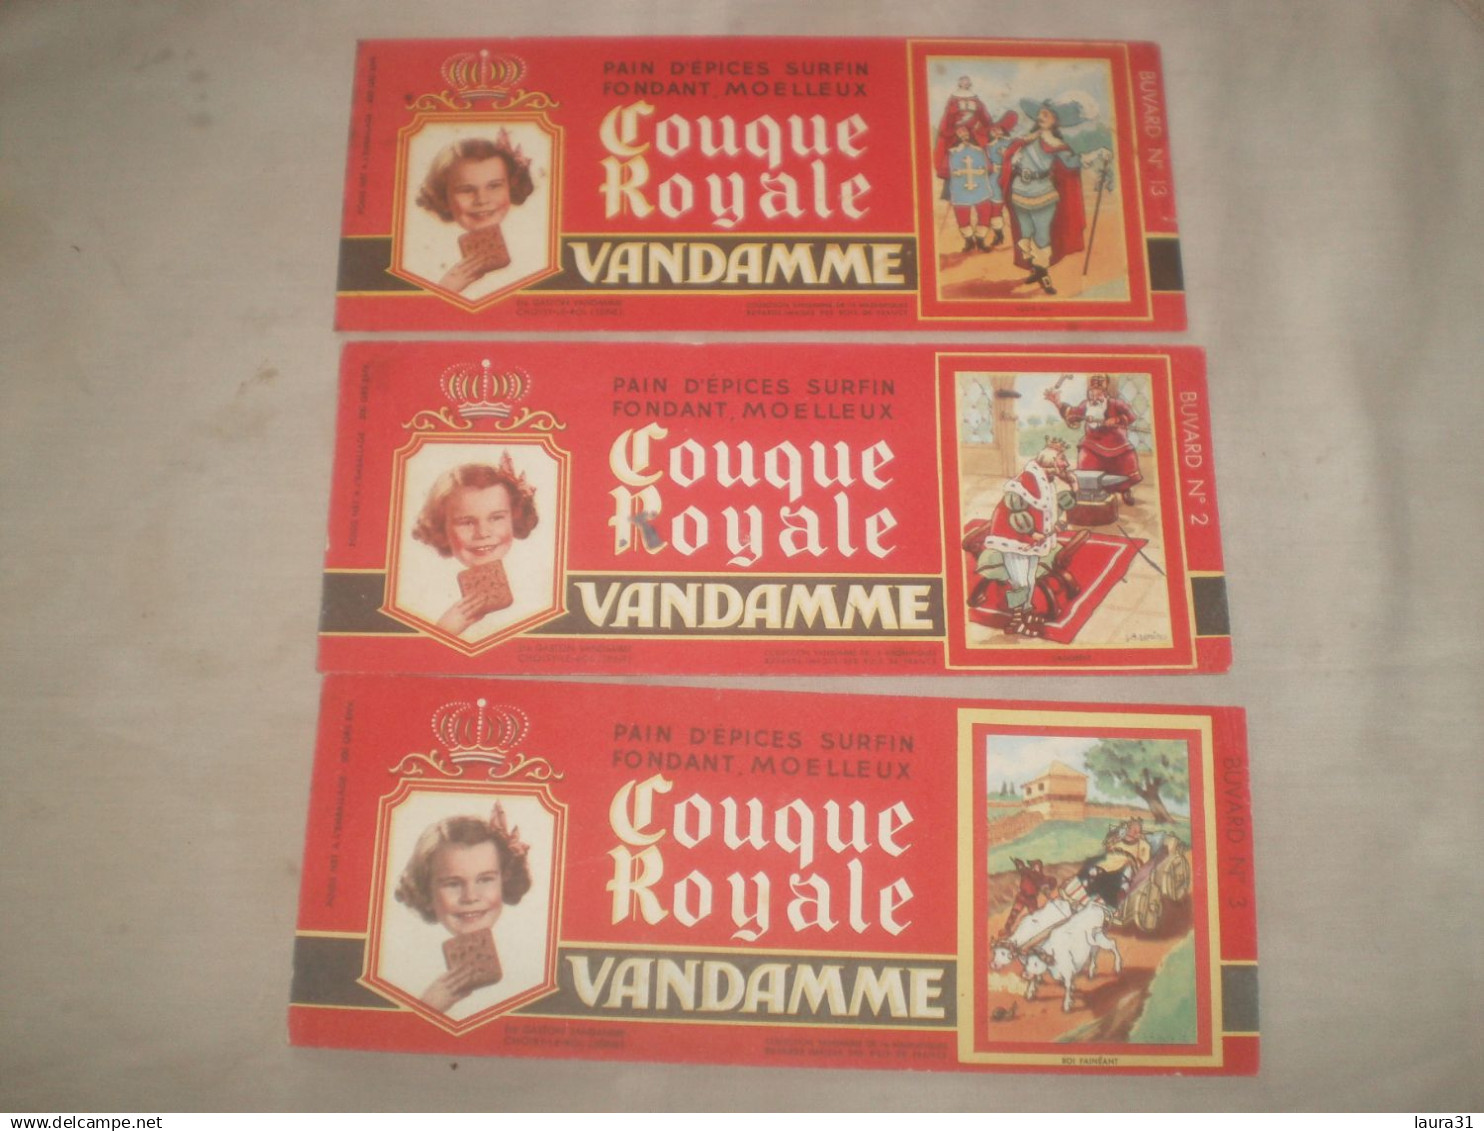 PAIN D'ÉPICES SURFIN
FONDANT, MOELLEUX
Couque
Royale
VANDAMME
BUVARD N° 13
PAIN D'ÉPICES SURFIN
FONDANT, MOELLEUX
Couque
Royale
VANDAMME
BUVARD N° 2
PAIN D'ÉPICES SURFIN
FONDANT, MOELLEUX
Couque
Royale
VANDAMME
BUVARD N° 3
ROI FAINÉANT
www.delcampe.net
laura31